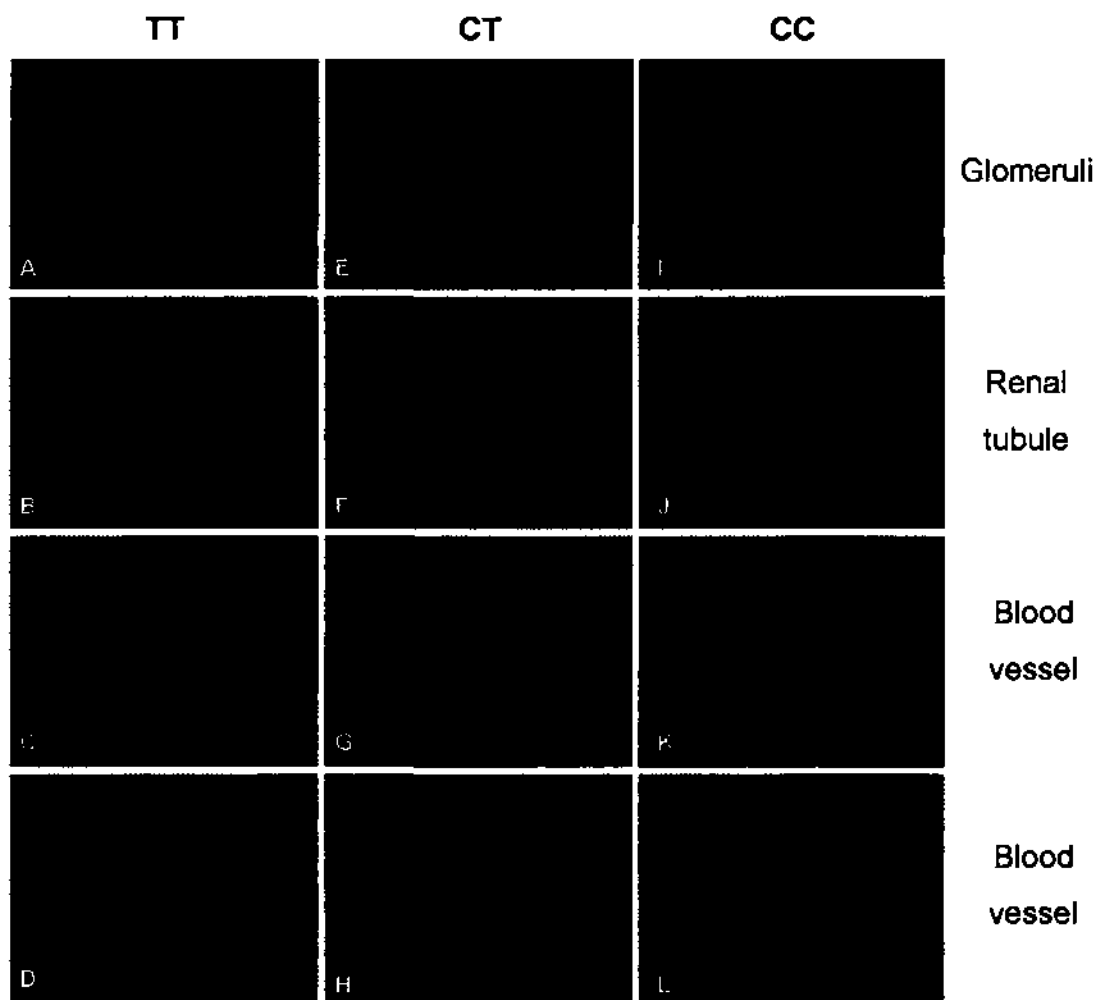 TT CT CC
A E I Glomeruli
B F J Renal
tubule
C G K Blood
vessel
D H L Blood
vessel